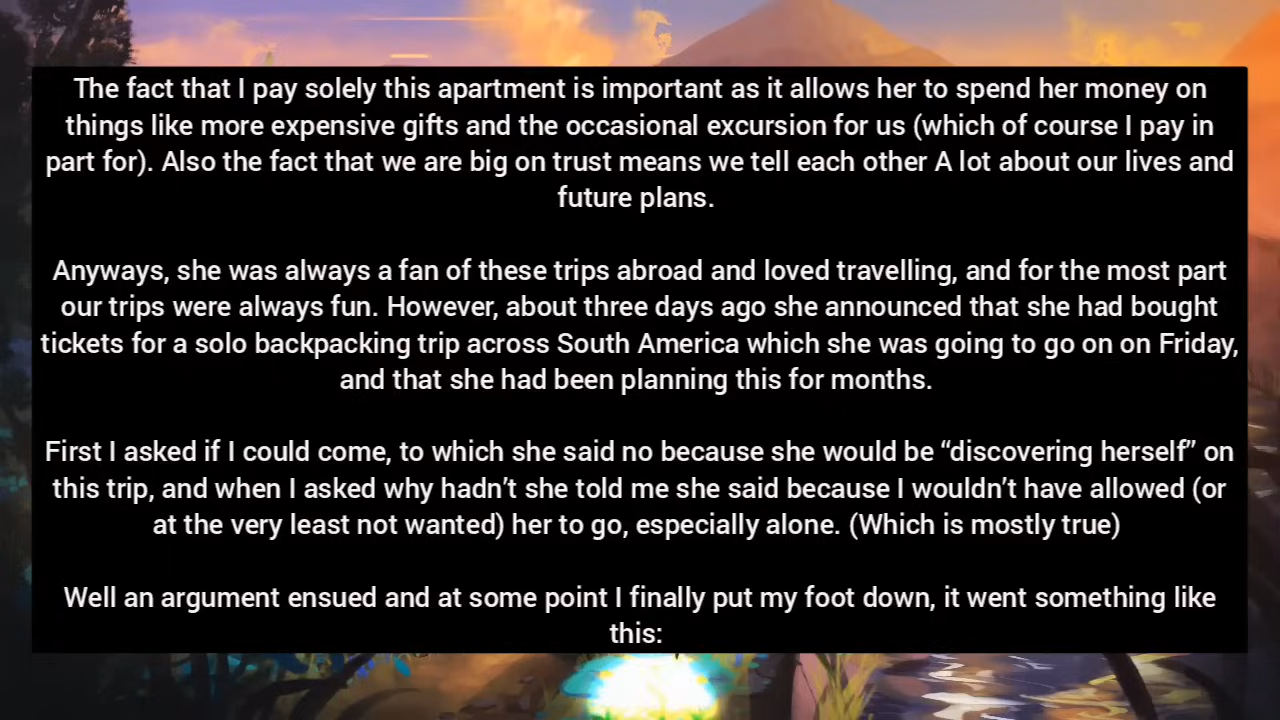 The fact that I pay solely this apartment is important as it allows her to spend her money on
things like more expensive gifts and the occasional excursion for us (which of course I pay in
part for). Also the fact that we are big on trust means we tell each other A lot about our lives and
future plans.
Anyways, she was always a fan of these trips abroad and loved travelling, and for the most part
our trips were always fun. However, about three days ago she announced that she had bought
tickets for a solo backpacking trip across South America which she was going to go on on Friday,
and that she had been planning this for months.
First I asked if I could come, to which she said no because she would be “discovering herself” on
this trip, and when I asked why hadn’t she told me she said because I wouldn’t have allowed (or
at the very least not wanted) her to go, especially alone. (Which is mostly true)
Well an argument ensued and at some point I finally put my foot down, it went something like
this: